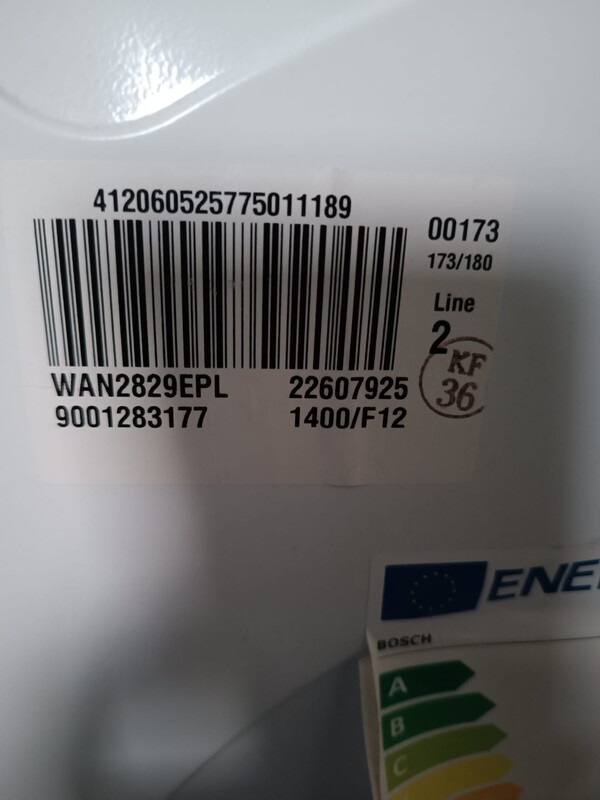 412060525775011189
00173
173/180
Line
2
KF
36
WAN2829EPL 22607925
9001283177 1400/F12
ENE
BOSCH
A
B
C